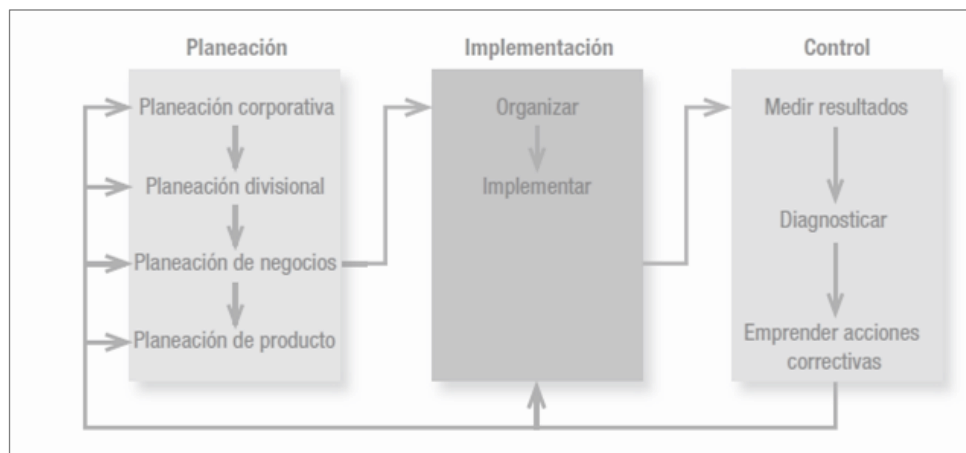 Planeación
Implementación
Control
Planeación corporativa
Planeación divisional
Planeación de negocios
Planeación de producto
Organizar
Implementar
Medir resultados
Diagnosticar
Emprender acciones
correctivas